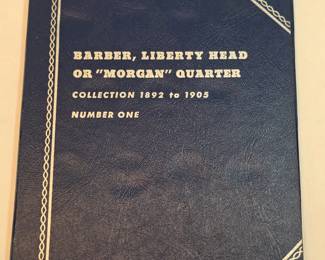 BARBER, LIBERTY HEAD
OR "MORGAN" QUARTER
COLLECTION 1892 to 1905
NUMBER ONE